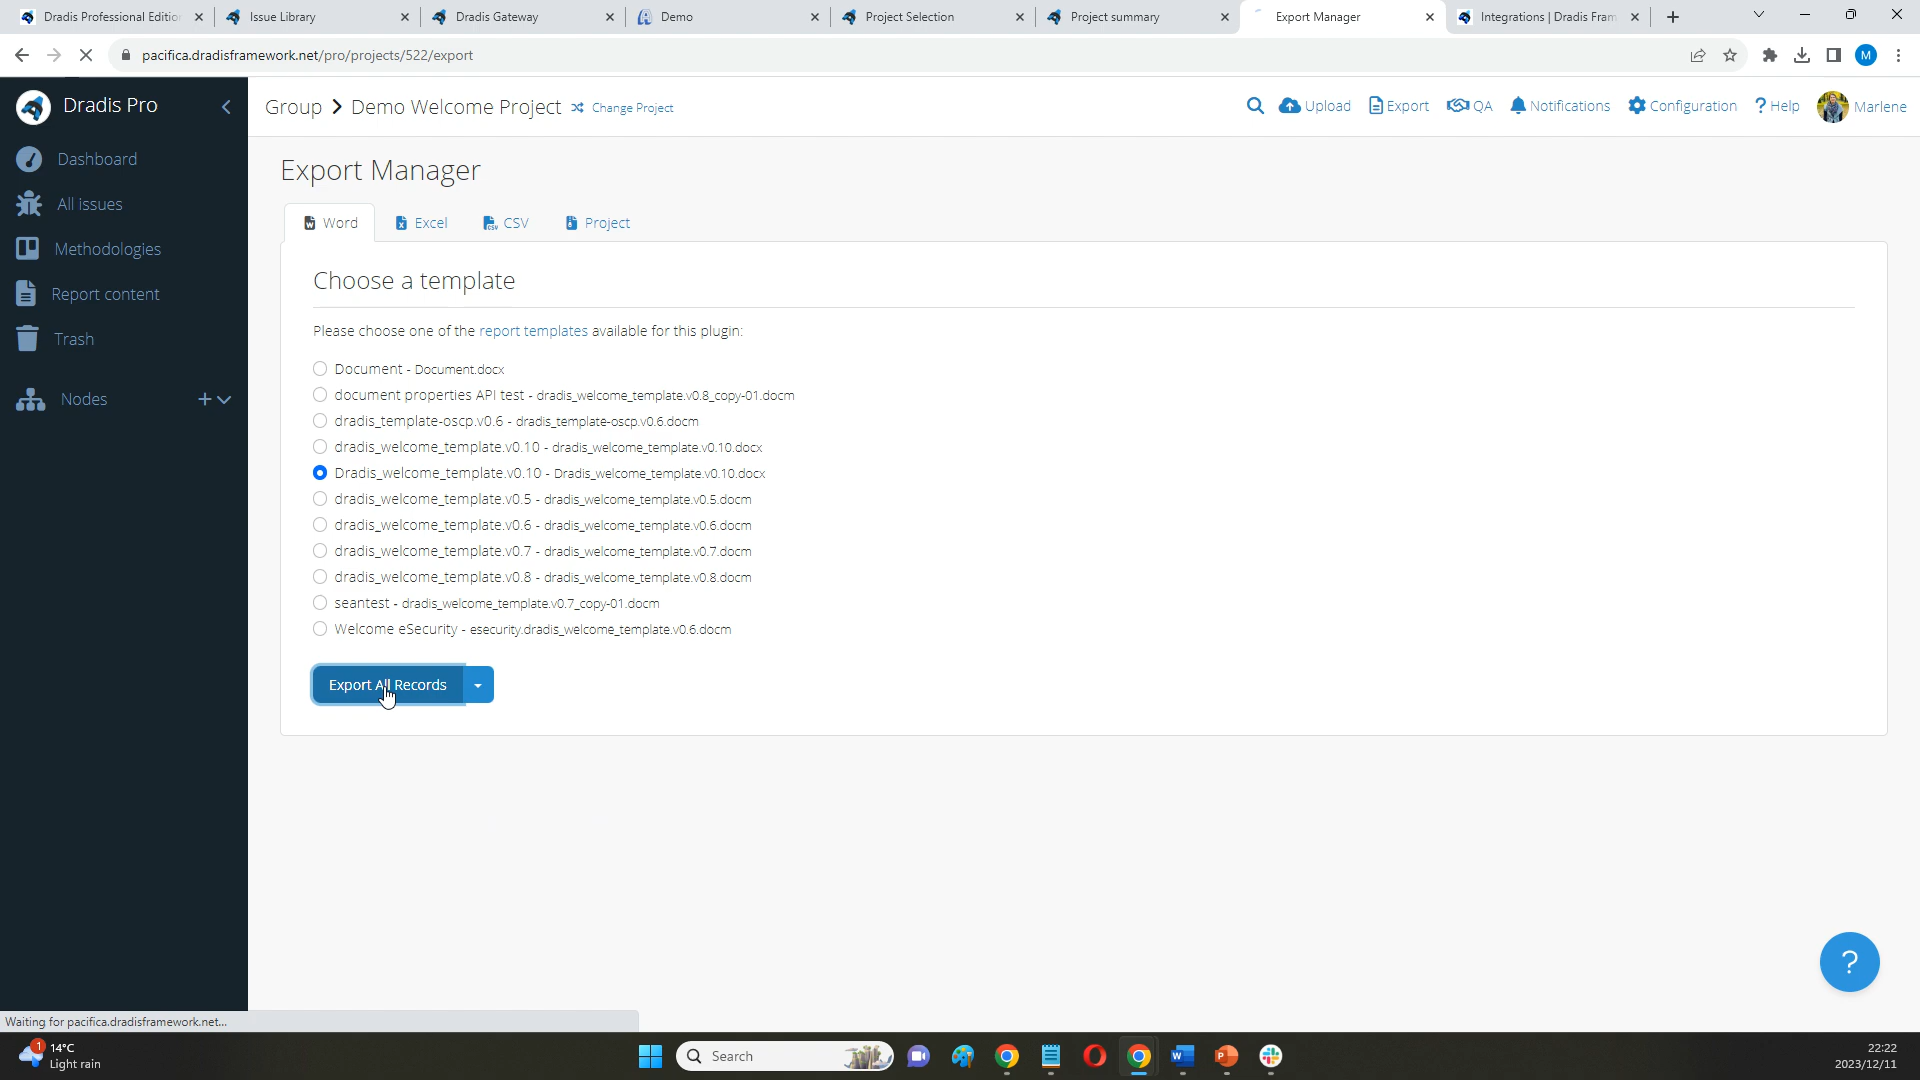 Dradis Professional Editio
Issue Library
Dradis Gateway
Demo
Project Selection
Project summary
Export Manager
Integrations | Dradis Fram
pacifica.dradisframework.net/pro/projects/522/export
M
Dradis Pro
Group > Demo Welcome Project Change Project
Upload
Export
QA
Notifications
Configuration
? Help
Marlene
Dashboard
All issues
Methodologies
Report content
Trash
Nodes
Export Manager
Word
Excel
CSV
Project
Choose a template
Please choose one of the report templates available for this plugin:
Document - Document.docx
document properties API test - dradis_welcome_template.v0.8_copy-01.docm
dradis_template-oscp.v0.6 - dradis_template-oscp.v0.6.docm
dradis_welcome_template.v0.10 - dradis_welcome_template.v0.10.docx
Dradis_welcome_template.v0.10 - Dradis_welcome_template.v0.10.docx
dradis_welcome_template.v0.5 - dradis_welcome_template.v0.5.docm
dradis_welcome_template.v0.6 - dradis_welcome_template.v0.6.docm
dradis_welcome_template.v0.7 - dradis_welcome_template.v0.7.docm
dradis_welcome_template.v0.8 - dradis_welcome_template.v0.8.docm
seantest - dradis_welcome_template.v0.7_copy-01.docm
Welcome eSecurity - esecurity.dradis_welcome_template.v0.6.docm
Export All Records
?
Waiting for pacifica.dradisframework.net...
1
14°C
Light rain
Search
22:22
2023/12/11